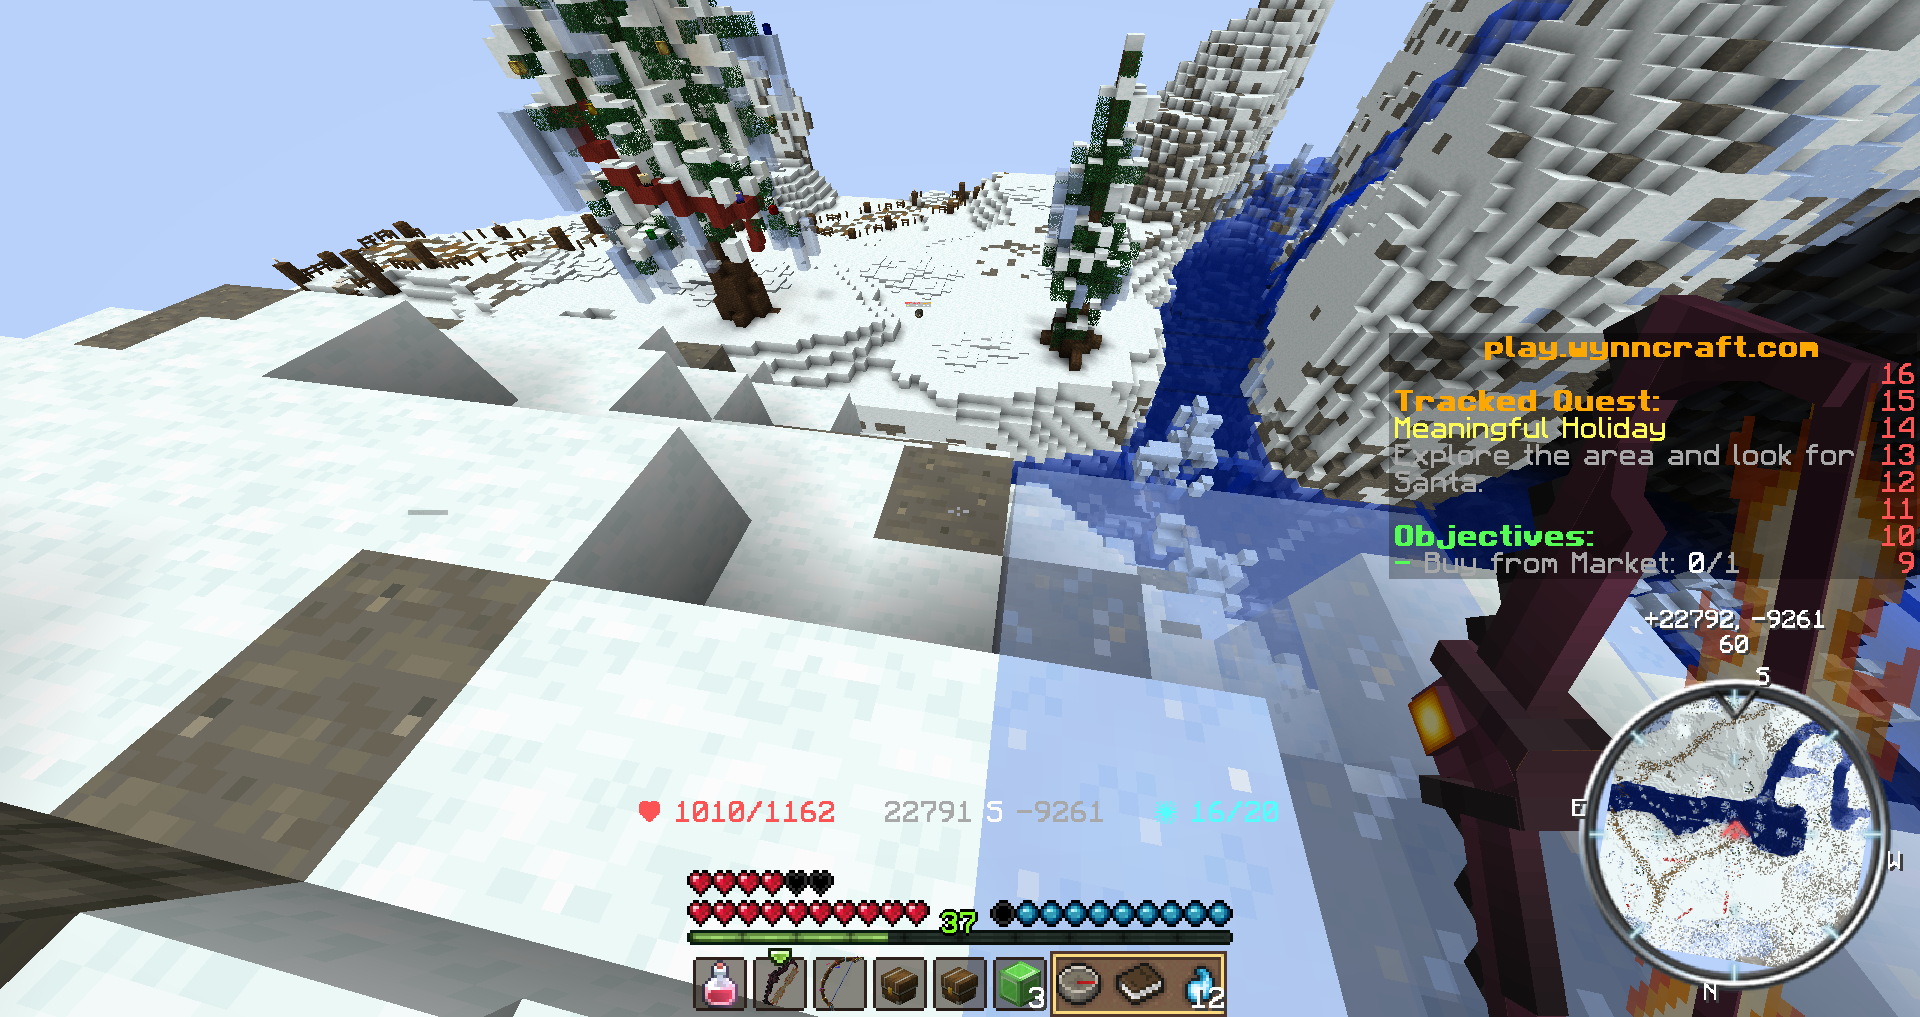 play.wynncraft.com
16
Tracked Quest: 15
Meaningful Holiday 14
Explore the area and look for 13
Santa. 12
11
Objectives: 10
- Buy from Market: 0/1 9
+22792, -9261
60
S
E
W
N
1010/1162 22791 S -9261 16/20
37
3
12